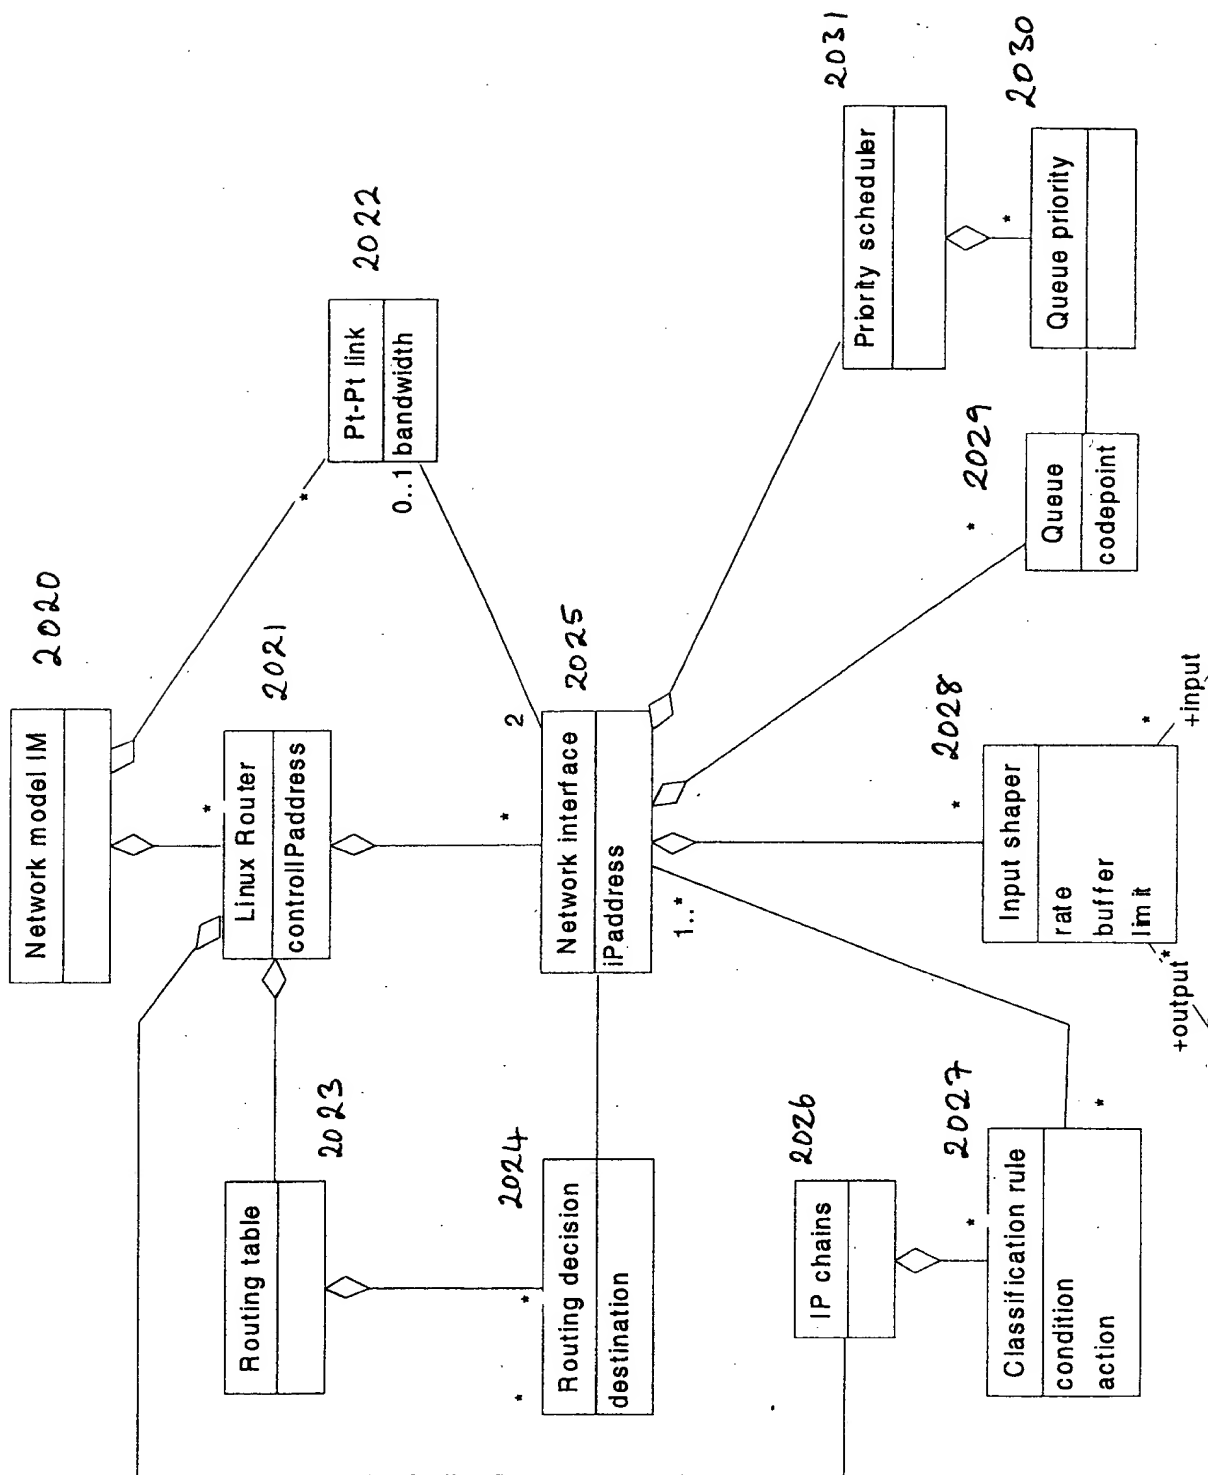 Network model IM
2020
Linux Router
controlIPaddress
2021
*
*
Pt-Pt link
bandwidth
2022
0..1
Routing table
2023
Routing decision
destination
2024
*
*
Network interface
iPaddress
2025
*
2
1..*
IP chains
2026
Classification rule
condition
action
2027
*
*
Input shaper
rate
buffer
limit
2028
*
*
+input
*
+output
Queue
codepoint
2029
*
Queue priority
2030
*
Priority scheduler
2031